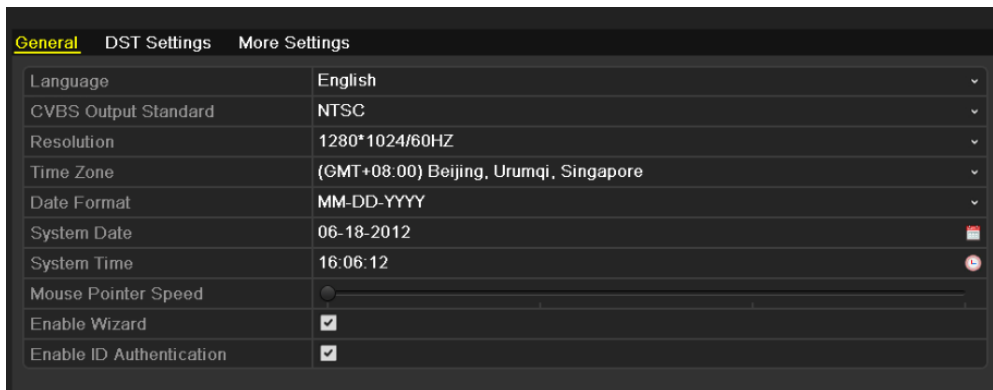 General DST Settings More Settings
Language English
CVBS Output Standard NTSC
Resolution 1280*1024/60HZ
Time Zone (GMT+08:00) Beijing, Urumqi, Singapore
Date Format MM-DD-YYYY
System Date 06-18-2012
System Time 16:06:12
Mouse Pointer Speed
Enable Wizard
Enable ID Authentication